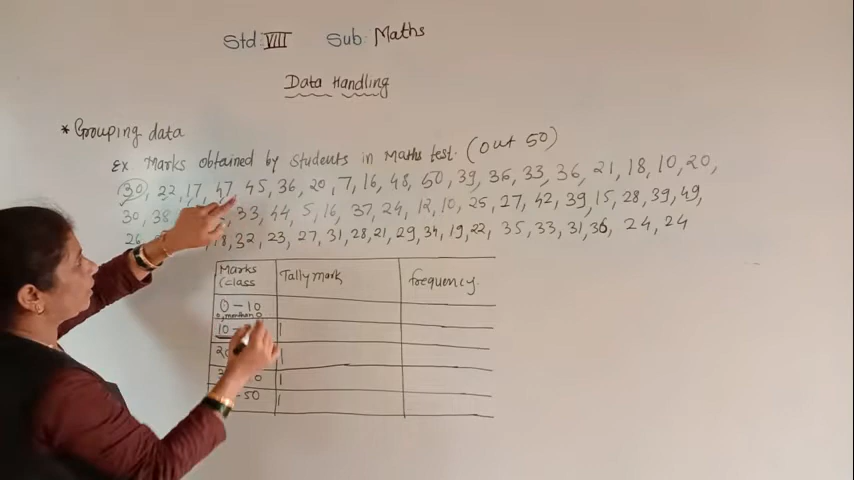 Std: VIII Sub: Maths
Data Handling
* Grouping data
Ex Marks obtained by students in Maths test. (out 50)
30, 22, 17, 47, 45, 36, 20, 7, 16, 48, 50, 39, 36, 33, 36, 21, 18, 10, 20,
30, 38 33, 44, 5, 16, 37, 24, 12, 10, 25, 27, 42, 39, 15, 28, 39, 49,
26 18, 32, 23, 27, 31, 28, 21, 29, 34, 19, 22, 35, 33, 31, 36, 24, 24
Marks Tally mark frequency
(class
0 - 10
10 - |
20 |
3 0 |
- 50 |